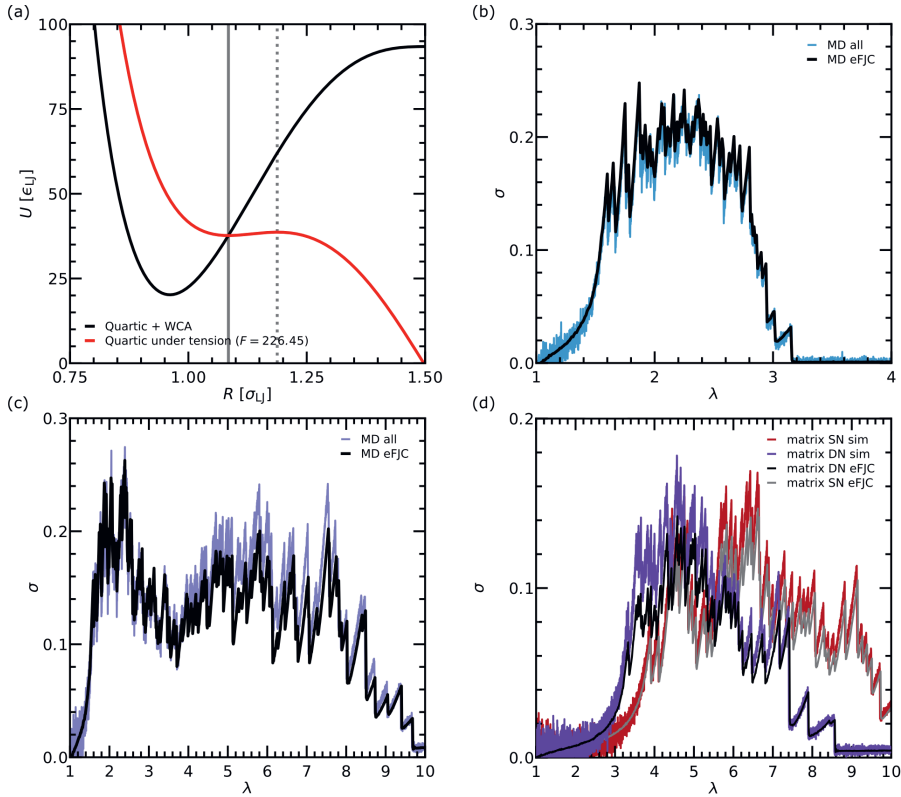 (a)
100
75
50
25
0
U [ϵLJ]
Quartic + WCA
Quartic under tension (F = 226.45)
0.75
1.00
1.25
1.50
R [σLJ]
(b)
0.3
0.2
0.1
0.0
σ
MD all
MD eFJC
1
2
3
4
λ
(c)
0.3
0.2
0.1
0.0
σ
MD all
MD eFJC
1
2
3
4
5
6
7
8
9
10
λ
(d)
0.2
0.1
0.0
σ
matrix SN sim
matrix DN sim
matrix DN eFJC
matrix SN eFJC
1
2
3
4
5
6
7
8
9
10
λ